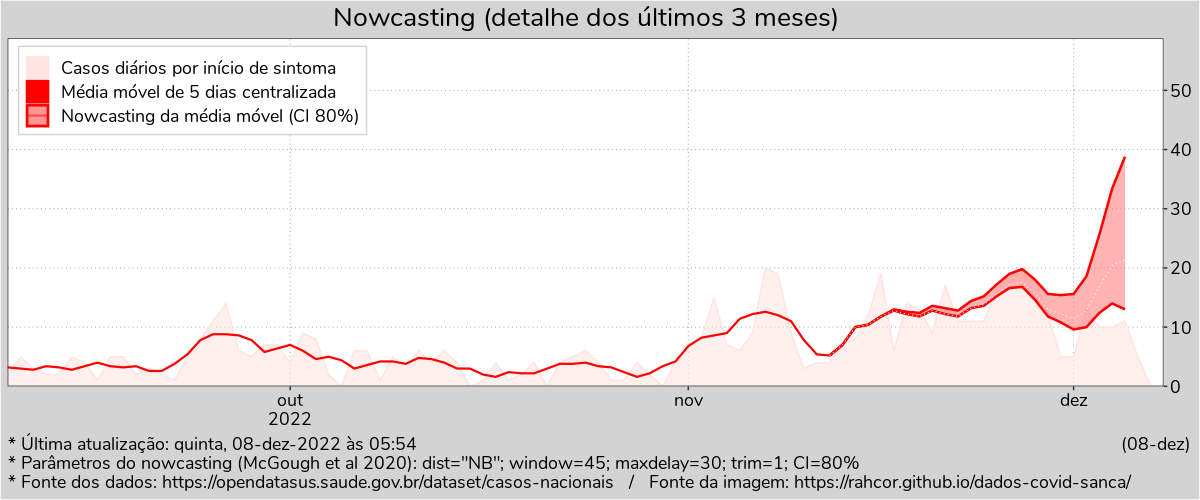 Nowcasting (detalhe dos últimos 3 meses)
Casos diários por início de sintoma
Média móvel de 5 dias centralizada
Nowcasting da média móvel (CI 80%)
50
40
30
20
10
0
out
2022
nov
dez
* Última atualização: quinta, 08-dez-2022 às 05:54
(08-dez)
* Parâmetros do nowcasting (McGough et al 2020): dist="NB"; window=45; maxdelay=30; trim=1; CI=80%
* Fonte dos dados: https://opendatasus.saude.gov.br/dataset/casos-nacionais / Fonte da imagem: https://rahcor.github.io/dados-covid-sanca/